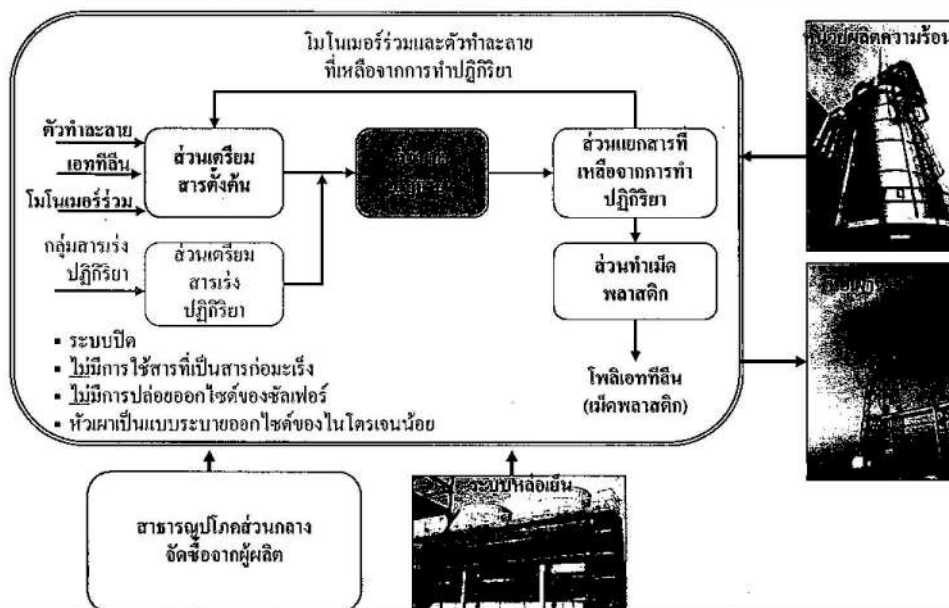 โมโนเมอร์ร่วมและตัวทำละลาย
ที่เหลือจากการทำปฏิกิริยา
หน่วยผลิตความร้อน
ตัวทำละลาย
เอททีลีน
โมโนเมอร์ร่วม
ส่วนเตรียม
สารตั้งต้น
ส่วนแยกสารที่
เหลือจากการทำ
ปฏิกิริยา
กลุ่มสารเร่ง
ปฏิกิริยา
ส่วนเตรียม
สารเร่ง
ปฏิกิริยา
ส่วนทำเม็ด
พลาสติก
▪ ระบบปิด
▪ ไม่มีการใช้สารที่เป็นสารก่อมะเร็ง
▪ ไม่มีการปล่อยออกไซด์ของซัลเฟอร์
▪ หัวเผาเป็นแบบระบายออกไซด์ของไนโตรเจนน้อย
โพลิเอททีลีน
(เม็ดพลาสติก)
สาธารณูปโภคส่วนกลาง
จัดซื้อจากผู้ผลิต
ระบบหล่อเย็น